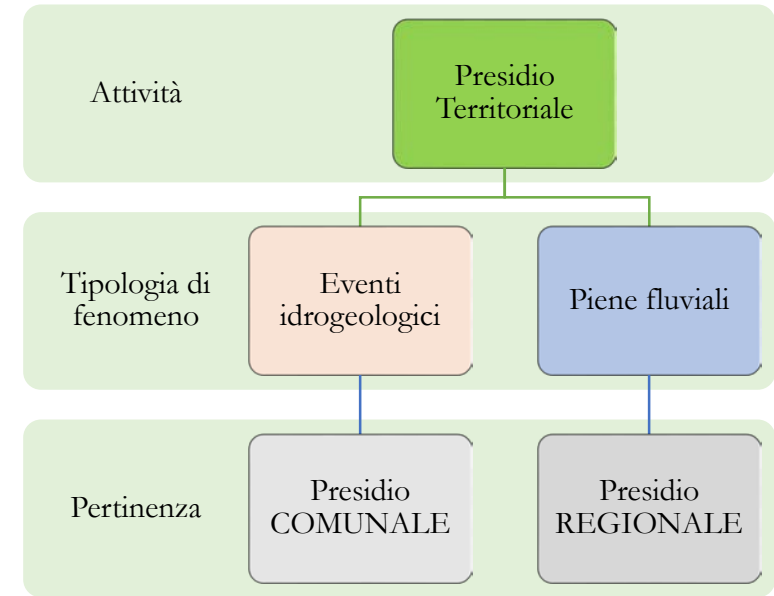 Attività
Presidio
Territoriale
Tipologia di
fenomeno
Eventi
idrogeologici
Piene fluviali
Pertinenza
Presidio
COMUNALE
Presidio
REGIONALE